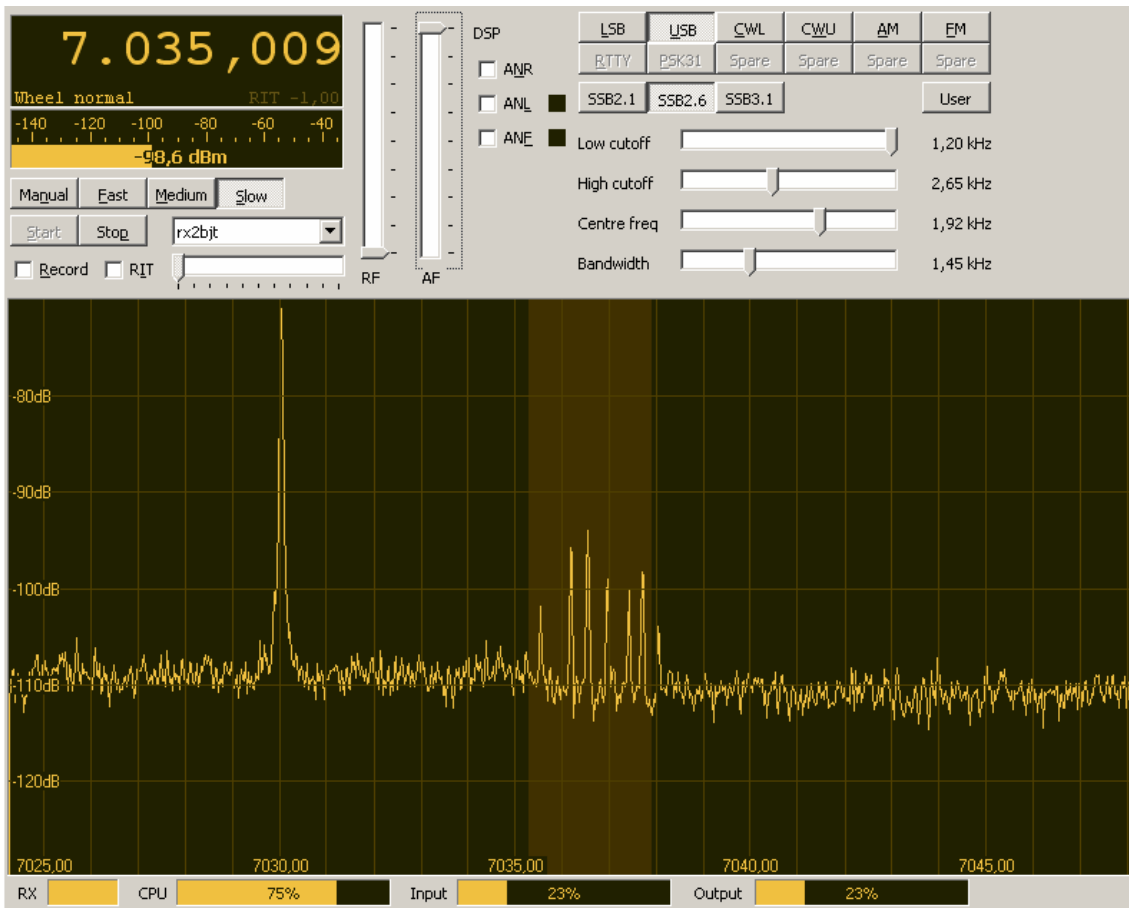 7.035,009
Wheel normal RIT -1,00
-140 -120 -100 -80 -60 -40
-98,6 dBm
Manual Fast Medium Slow
Start Stop rx2bjt
Record RIT
RF AF
DSP
ANR
ANL
ANF
LSB USB CWL CWU AM FM
RTTY PSK31 Spare Spare Spare Spare
SSB2.1 SSB2.6 SSB3.1 User
Low cutoff 1,20 kHz
High cutoff 2,65 kHz
Centre freq 1,92 kHz
Bandwidth 1,45 kHz
-80dB
-90dB
-100dB
-110dB
-120dB
7025,00 7030,00 7035,00 7040,00 7045,00
RX CPU 75% Input 23% Output 23%